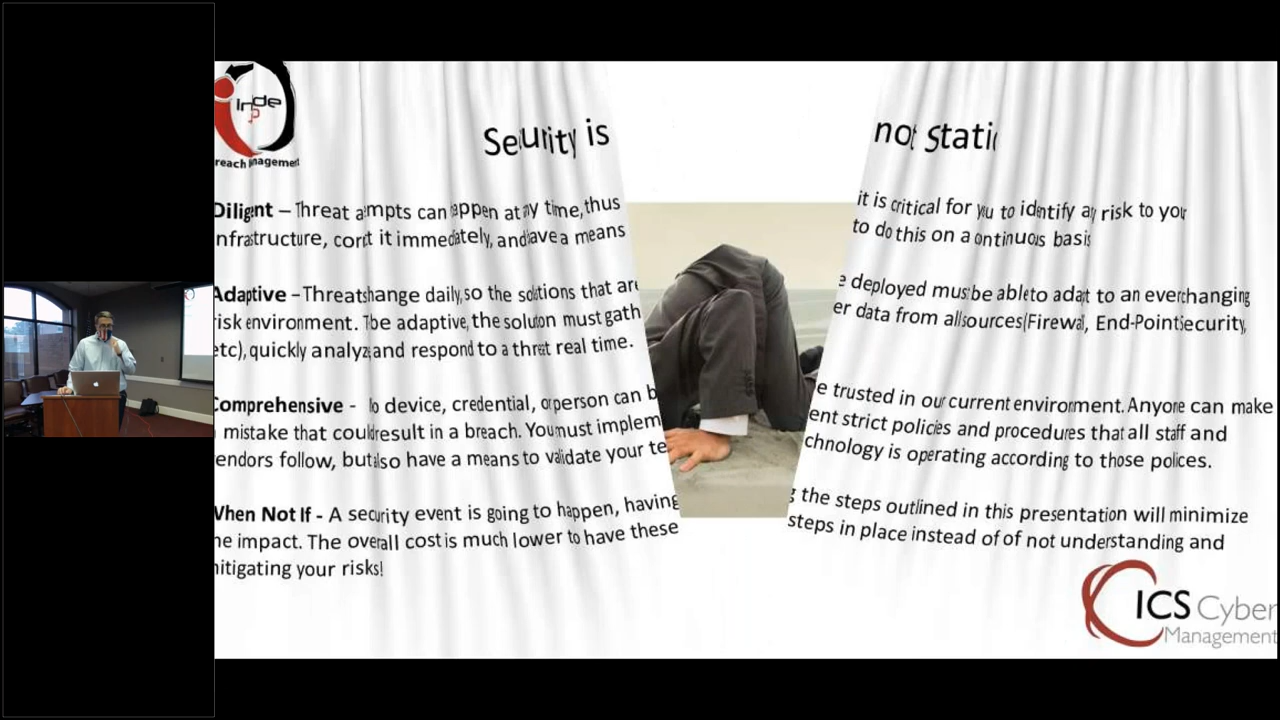 Inde
p
reach Management
Security is not Static
Diligent – Threat attempts can happen at any time, thus it is critical for you to identify any risk to your
nfrastructure, correct it immediately, and have a means to do this on a continuous basis
Adaptive – Threats change daily, so the solutions that are deployed must be able to adapt to an ever changing
risk environment. To be adaptive, the solution must gather data from all sources (Firewall, End-Point Security,
etc), quickly analyze and respond to a threat real time.
Comprehensive - No device, credential, or person can be trusted in our current environment. Anyone can make
mistake that could result in a breach. You must implement strict policies and procedures that all staff and
vendors follow, but also have a means to validate your technology is operating according to those polices.
When Not If - A security event is going to happen, having the steps outlined in this presentation will minimize
he impact. The overall cost is much lower to have these steps in place instead of of not understanding and
mitigating your risks!
ICS Cyber
Management